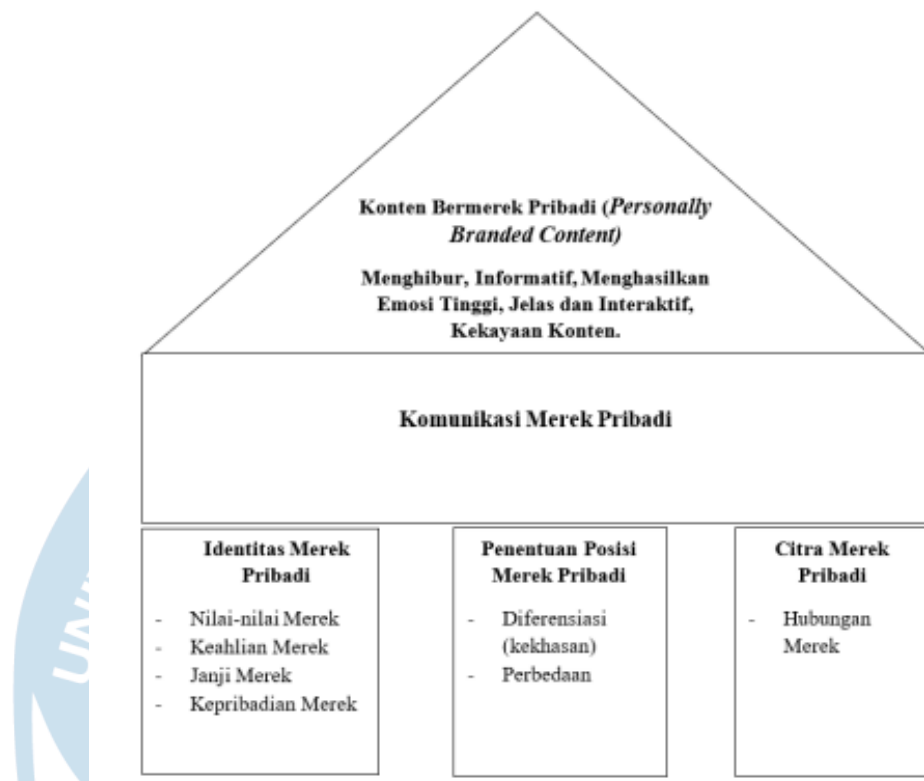 Konten Bermerek Pribadi (Personally
Branded Content)
Menghibur, Informatif, Menghasilkan
Emosi Tinggi, Jelas dan Interaktif,
Kekayaan Konten.
Komunikasi Merek Pribadi
Identitas Merek
Pribadi
- Nilai-nilai Merek
- Keahlian Merek
- Janji Merek
- Kepribadian Merek
Penentuan Posisi
Merek Pribadi
- Diferensiasi
(kekhasan)
- Perbedaan
Citra Merek
Pribadi
- Hubungan
Merek